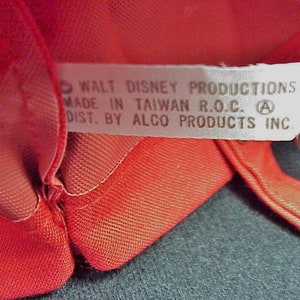 © WALT DISNEY PRODUCTIONS
MADE IN TAIWAN R.O.C. Ⓐ
DIST. BY ALCO PRODUCTS INC.